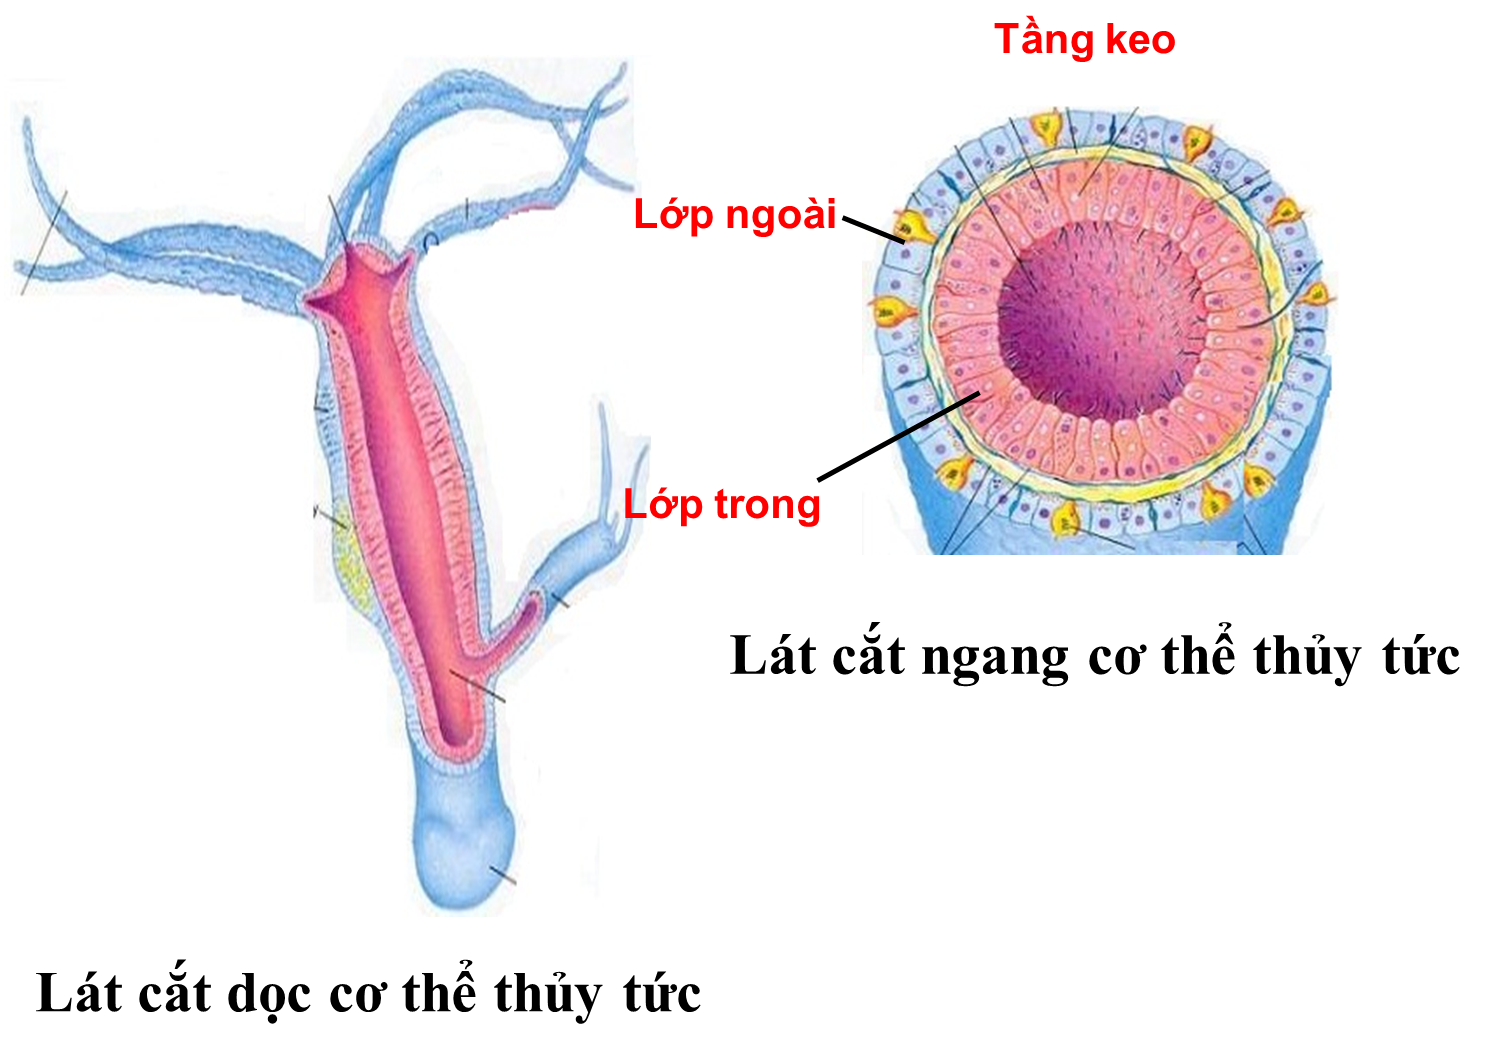 Tầng keo
Lớp ngoài
Lớp trong
Lát cắt ngang cơ thể thủy tức
Lát cắt dọc cơ thể thủy tức